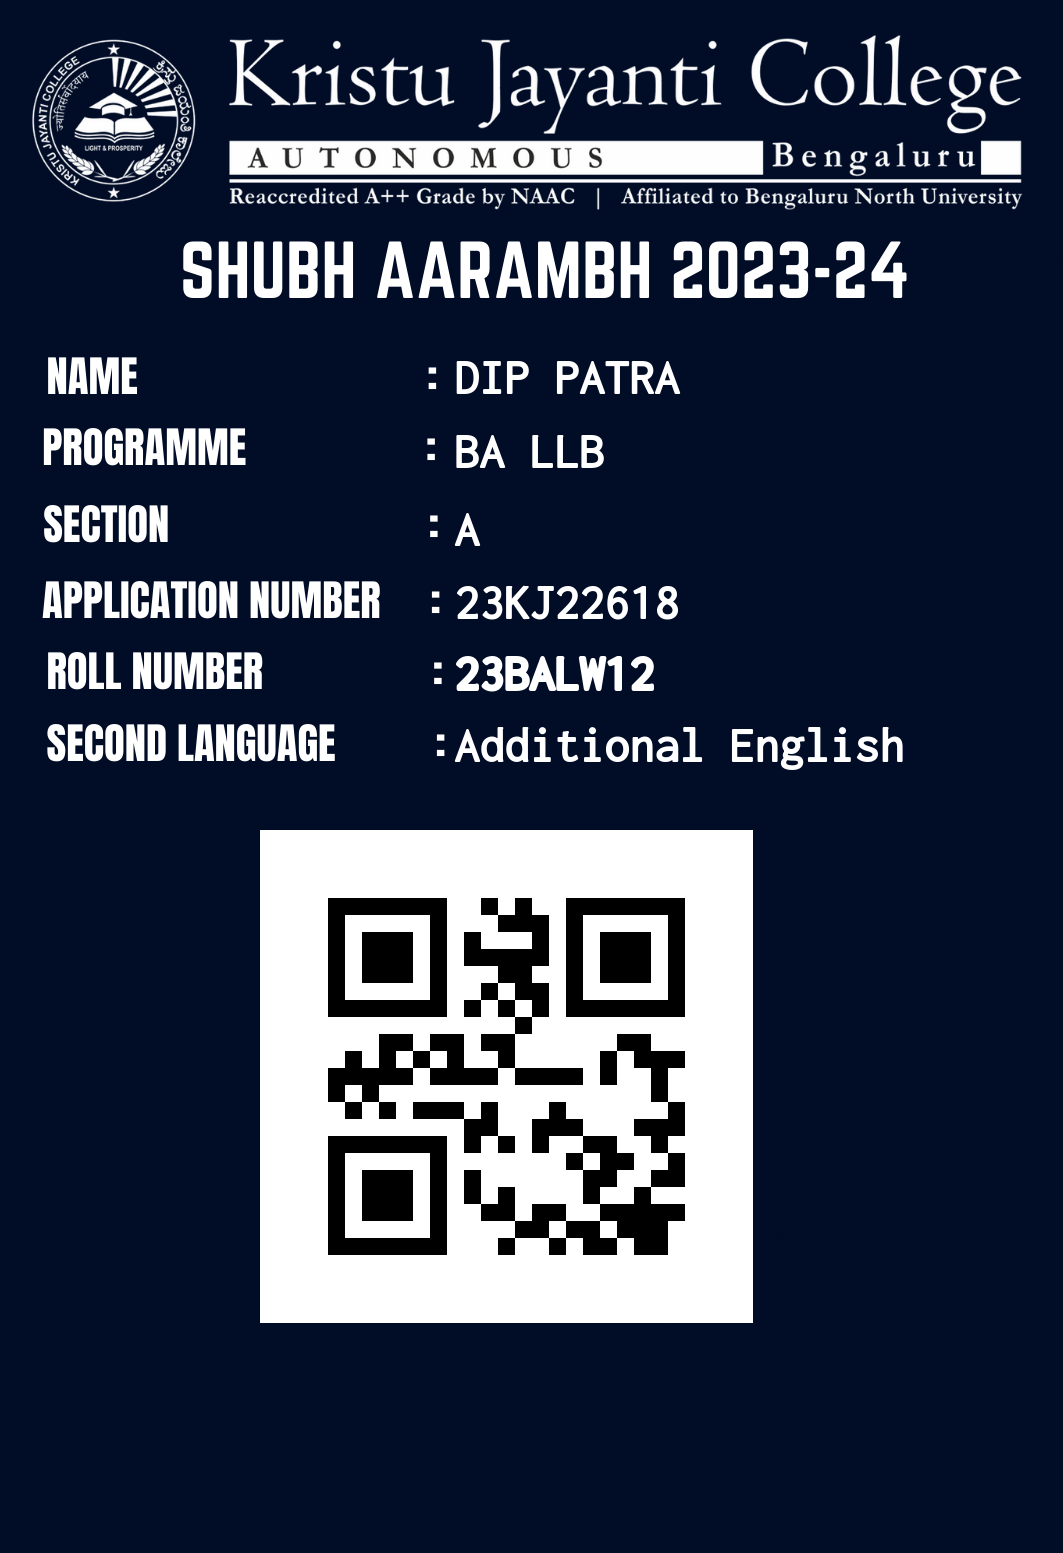 KRISTU JAYANTI COLLEGE
LIGHT & PROSPERITY
Kristu Jayanti College
AUTONOMOUS Bengaluru
Reaccredited A++ Grade by NAAC | Affiliated to Bengaluru North University
SHUBH AARAMBH 2023-24
NAME : DIP PATRA
PROGRAMME : BA LLB
SECTION : A
APPLICATION NUMBER : 23KJ22618
ROLL NUMBER : 23BALW12
SECOND LANGUAGE :Additional English